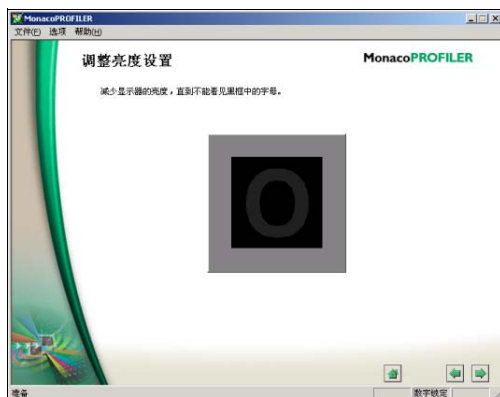 MonacoPROFILER
文件(F) 选项 帮助(H)
调整亮度设置
MonacoPROFILER
减少显示器的亮度，直到不能看见黑框中的字母。
O
准备
数字锁定